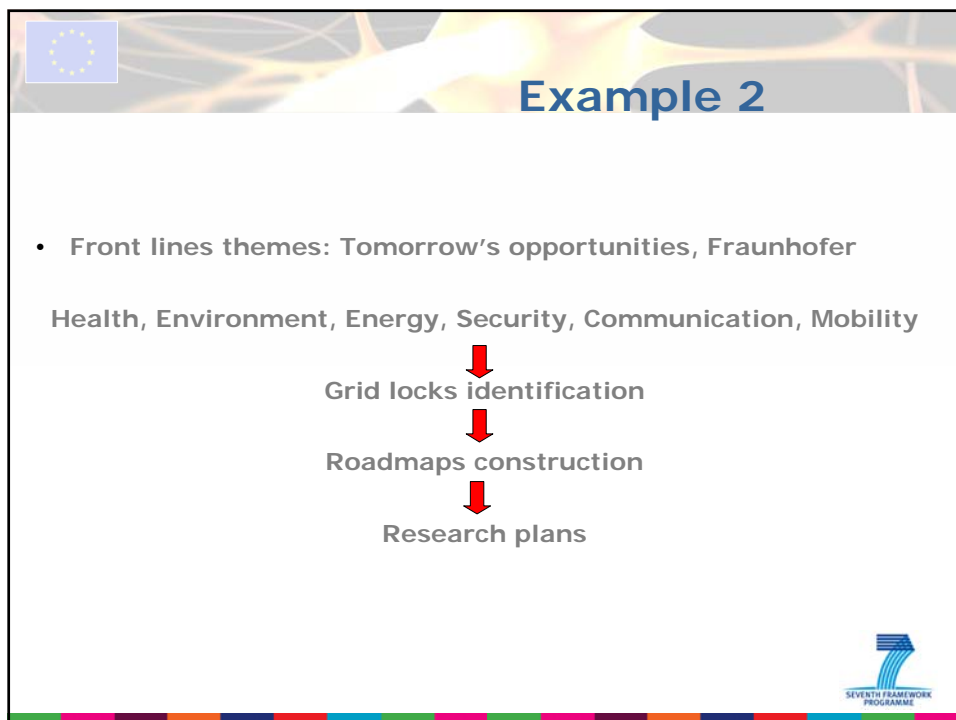 Example 2
• Front lines themes: Tomorrow’s opportunities, Fraunhofer
Health, Environment, Energy, Security, Communication, Mobility
Grid locks identification
Roadmaps construction
Research plans
7
SEVENTH FRAMEWORK
PROGRAMME